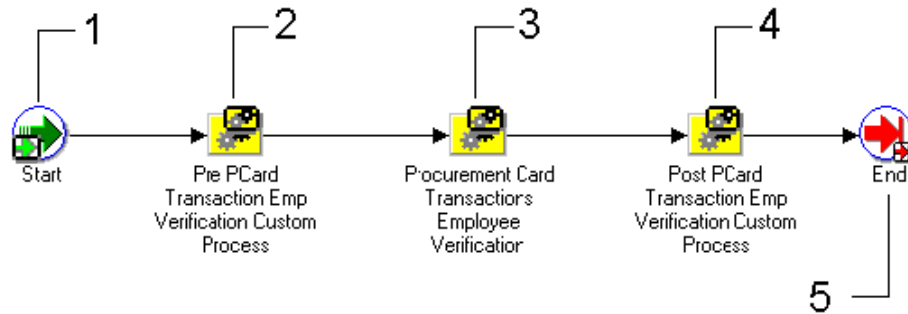 1
2
3
4
Start
Pre PCard
Transaction Emp
Verification Custom
Process
Procurement Card
Transactions
Employee
Verification
Post PCard
Transaction Emp
Verification Custom
Process
End
5